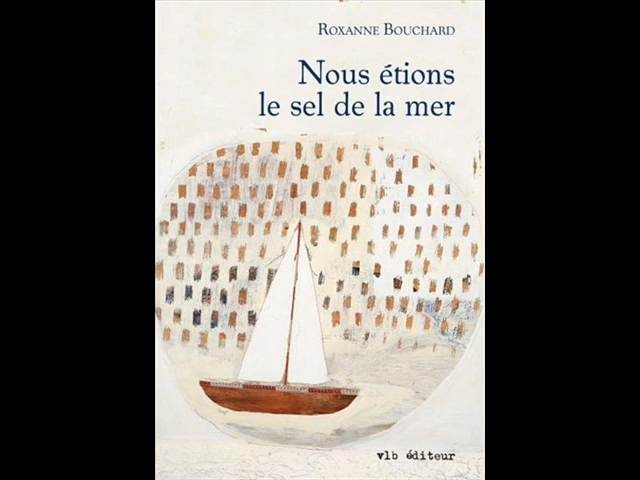 Roxanne Bouchard
Nous étions
le sel de la mer
vlb éditeur